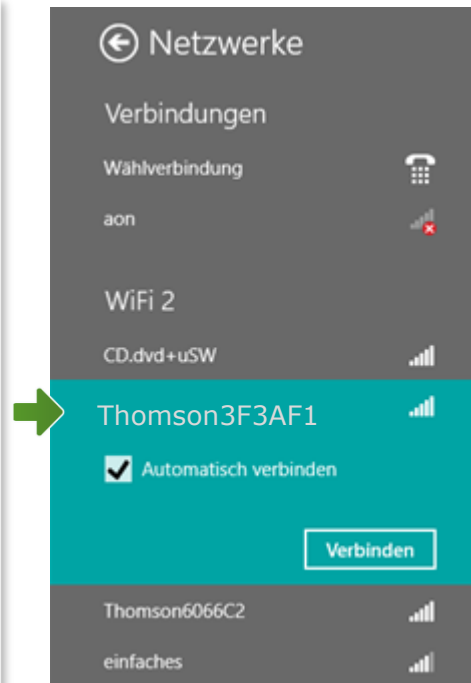 Netzwerke
Verbindungen
Wählverbindung
aon
WiFi 2
CD.dvd+uSW
Thomson3F3AF1
Automatisch verbinden
Verbinden
Thomson6066C2
einfaches